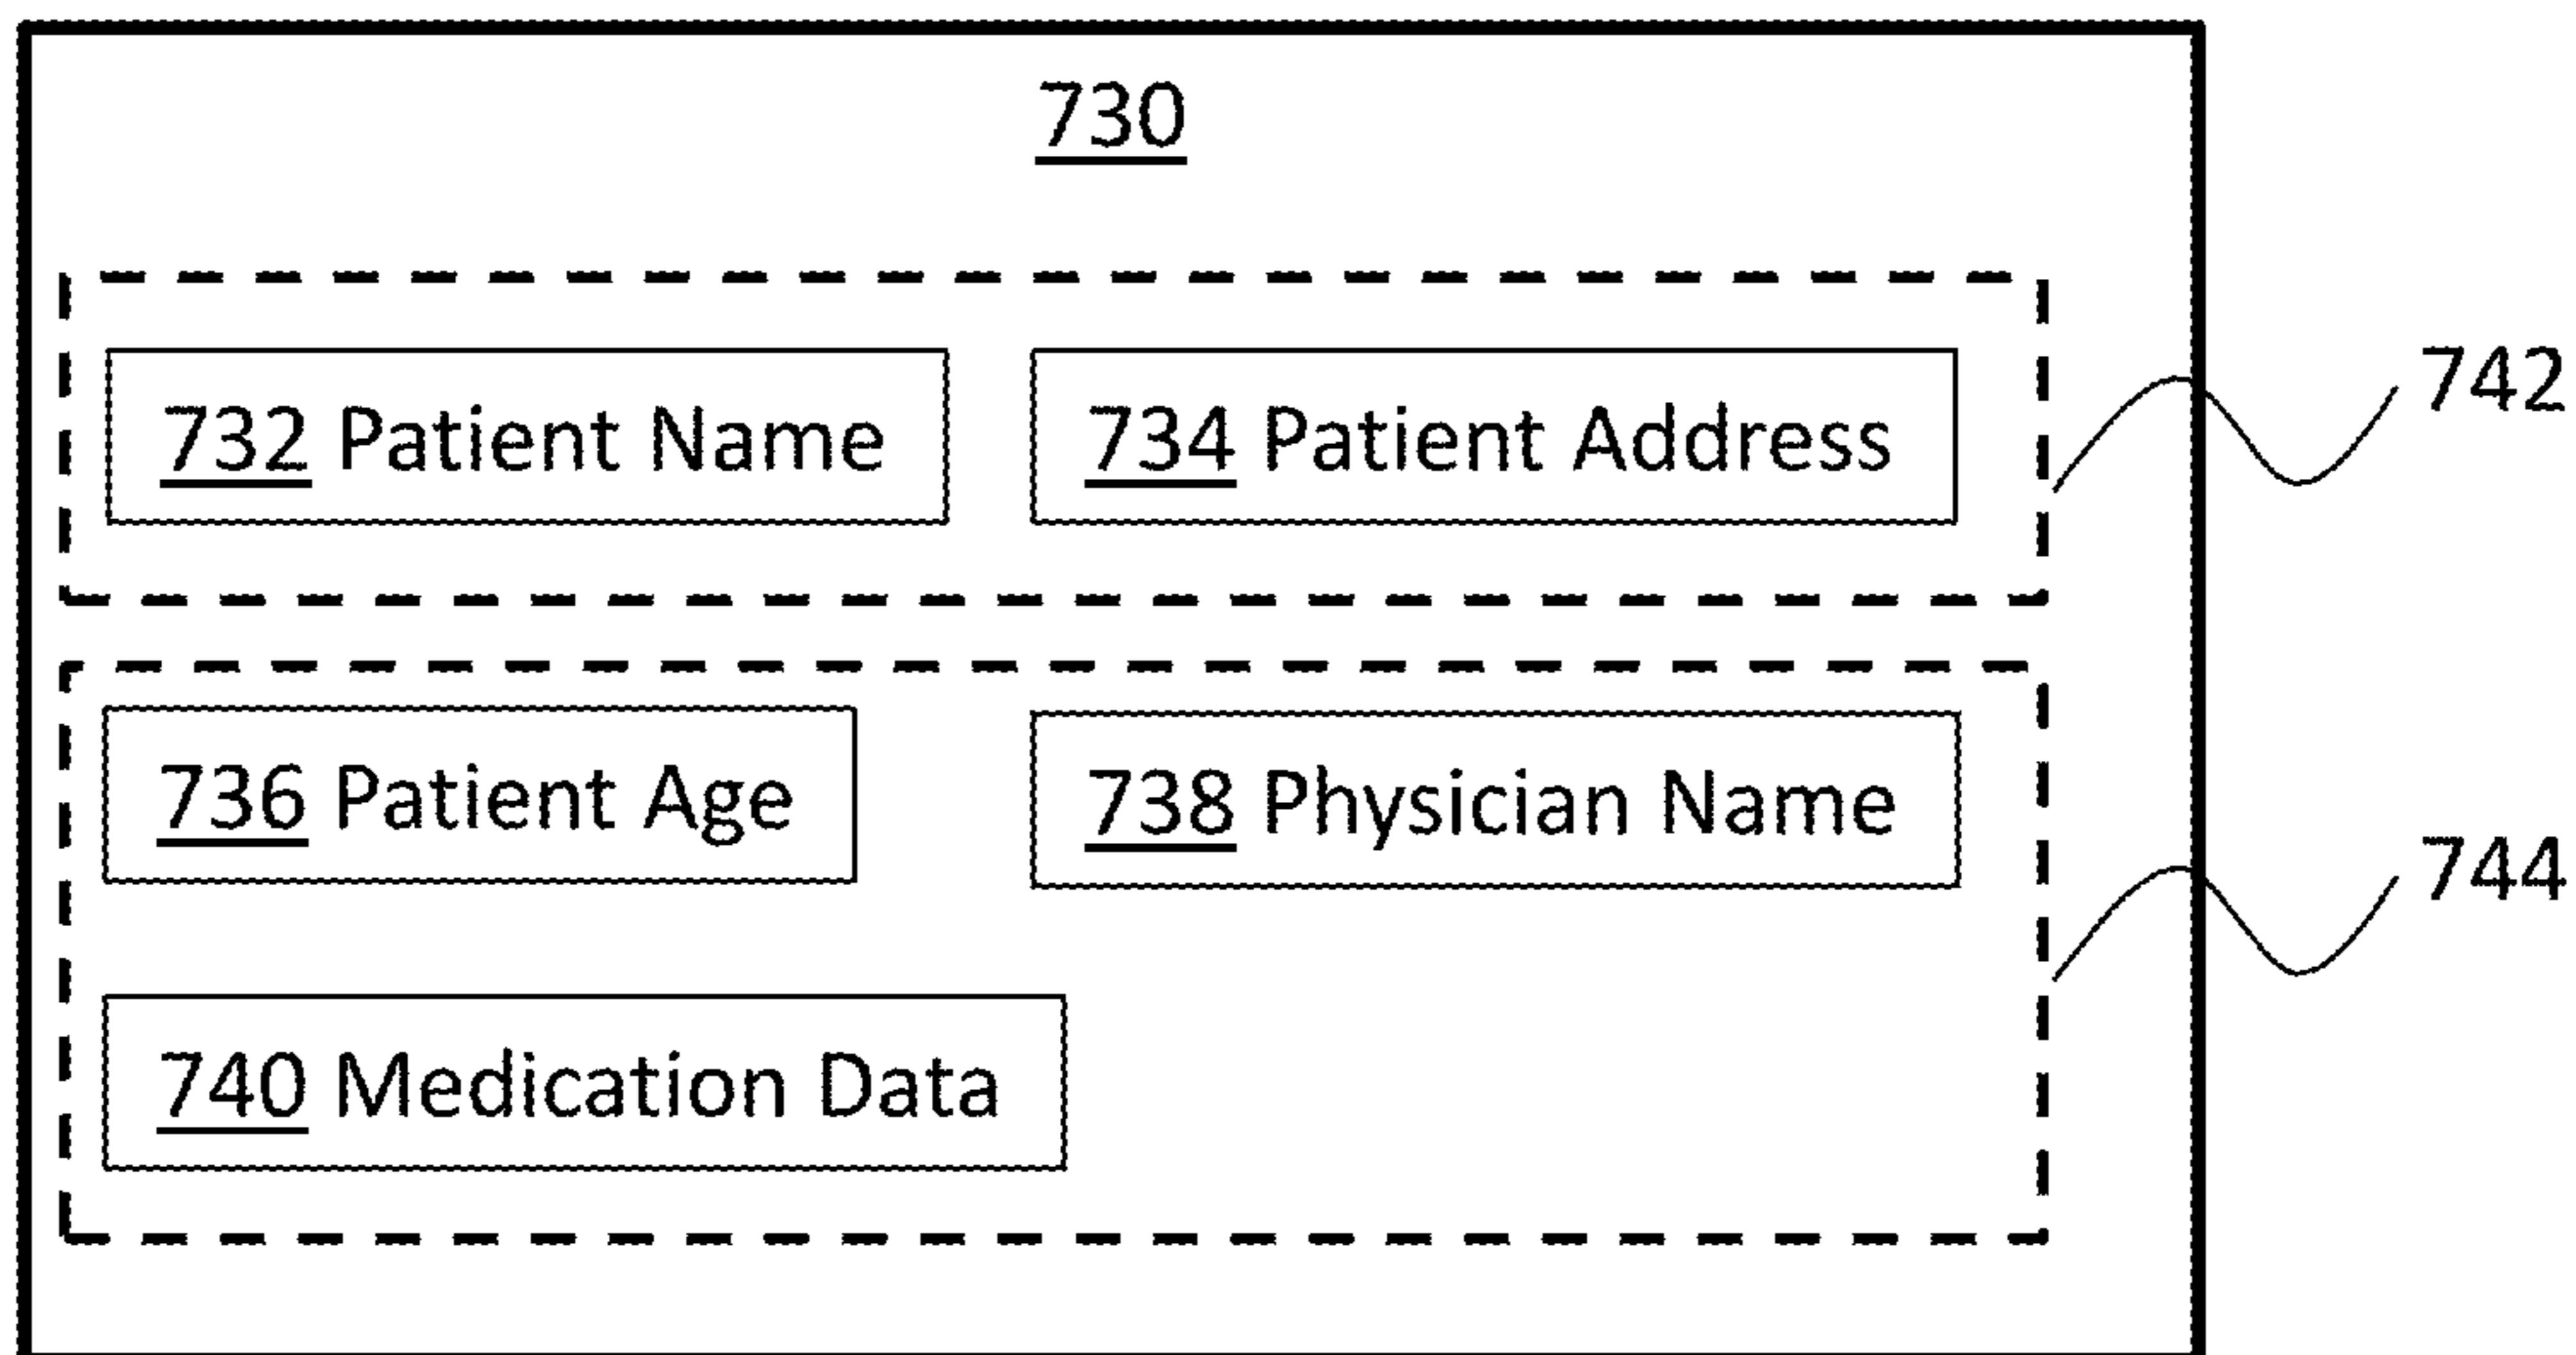 730
732 Patient Name
734 Patient Address
742
736 Patient Age
738 Physician Name
744
740 Medication Data